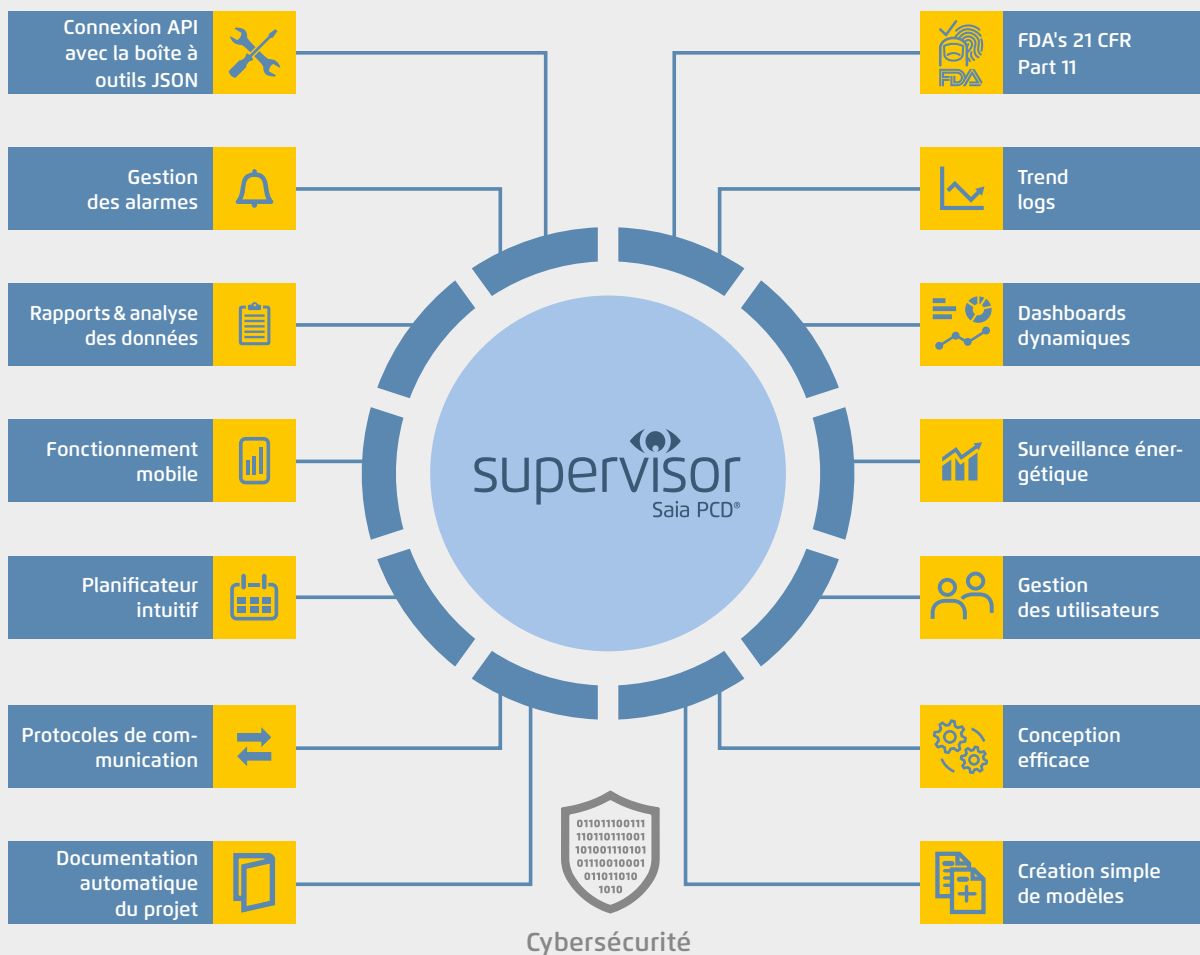 Connexion API
avec la boîte à
outils JSON
Gestion
des alarmes
Rapports & analyse
des données
Fonctionnement
mobile
Planificateur
intuitif
Protocoles de com-
munication
Documentation
automatique
du projet
supervisor
Saia PCD®
FDA
FDA's 21 CFR
Part 11
Trend
logs
Dashboards
dynamiques
Surveillance éner-
gétique
Gestion
des utilisateurs
Conception
efficace
Création simple
de modèles
011011100111
110110111001
101001110101
01110010001
011011010
1010
Cybersécurité